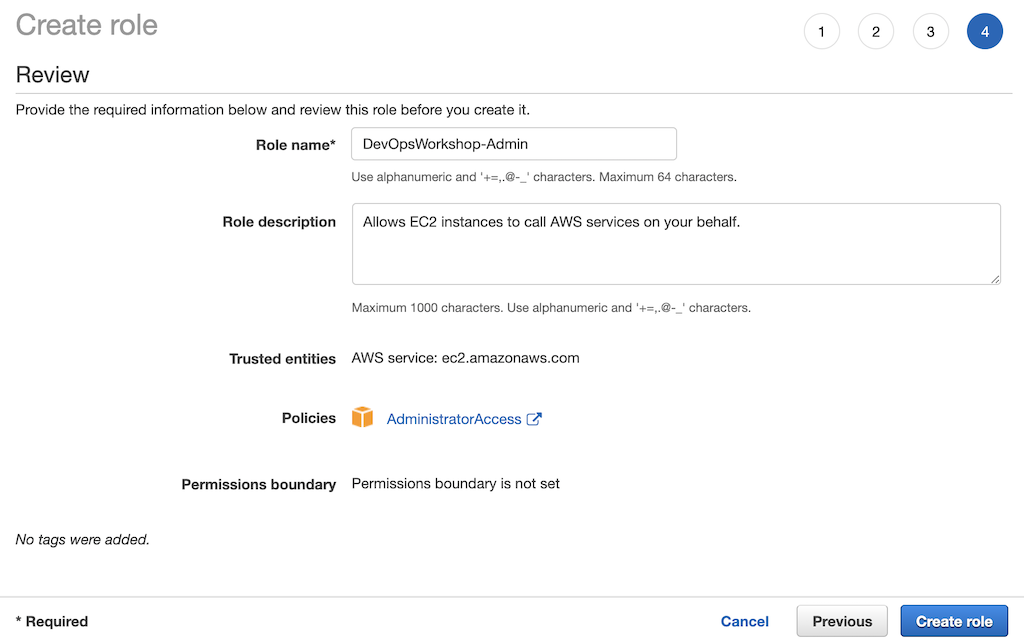 Create role
1 2 3 4
Review
Provide the required information below and review this role before you create it.
Role name* DevOpsWorkshop-Admin
Use alphanumeric and '+=,.@-_' characters. Maximum 64 characters.
Role description Allows EC2 instances to call AWS services on your behalf.
Maximum 1000 characters. Use alphanumeric and '+=,.@-_' characters.
Trusted entities AWS service: ec2.amazonaws.com
Policies AdministratorAccess
Permissions boundary Permissions boundary is not set
No tags were added.
* Required Cancel Previous Create role